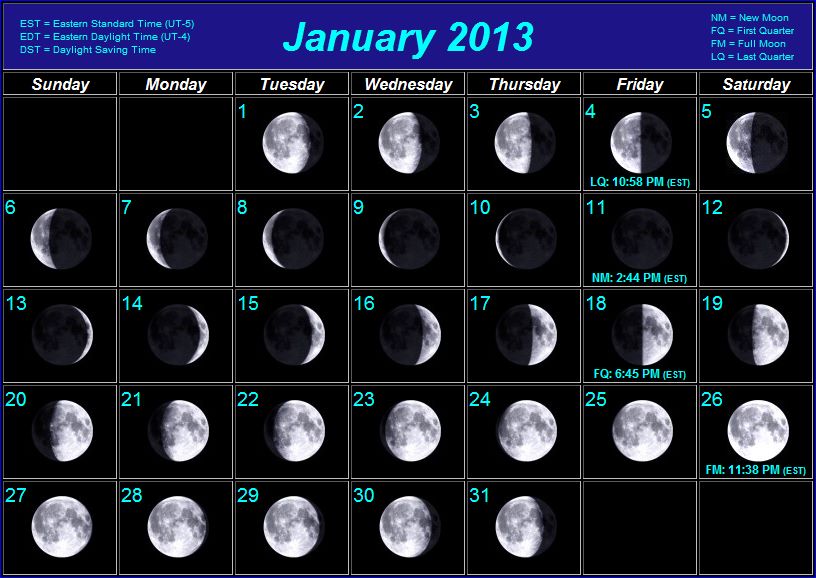 EST = Eastern Standard Time (UT-5)
EDT = Eastern Daylight Time (UT-4)
DST = Daylight Saving Time
January 2013
NM = New Moon
FQ = First Quarter
FM = Full Moon
LQ = Last Quarter
Sunday Monday Tuesday Wednesday Thursday Friday Saturday
1 2 3 4 5
LQ: 10:58 PM (EST)
6 7 8 9 10 11 12
NM: 2:44 PM (EST)
13 14 15 16 17 18 19
FQ: 6:45 PM (EST)
20 21 22 23 24 25 26
FM: 11:38 PM (EST)
27 28 29 30 31